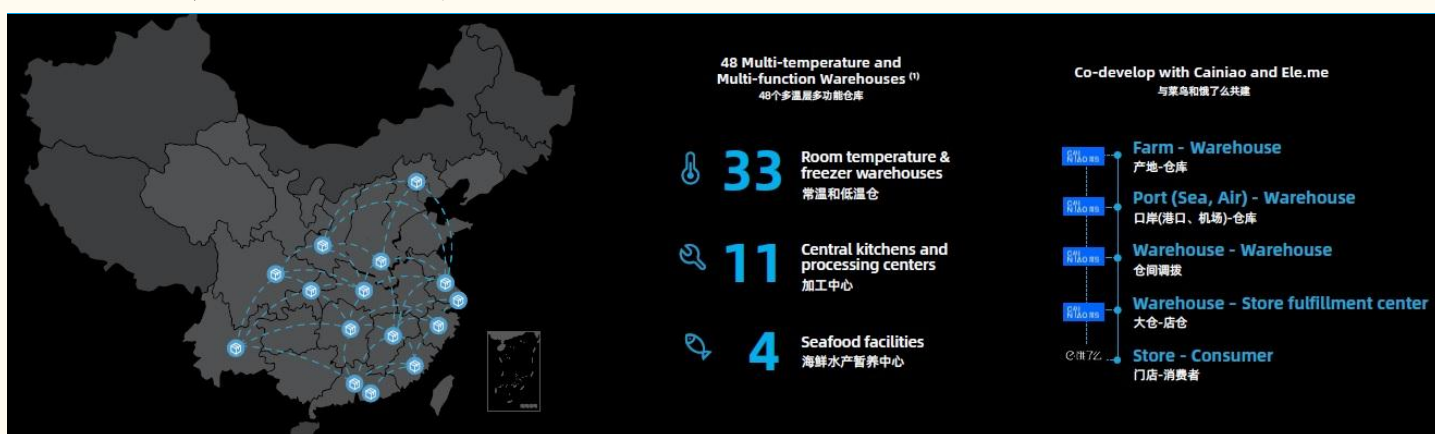 48 Multi-temperature and
Multi-function Warehouses (1)
48个多温层多功能仓库
33
Room temperature &
freezer warehouses
常温和低温仓
11
Central kitchens and
processing centers
加工中心
4
Seafood facilities
海鲜水产暂养中心
Co-develop with Cainiao and Ele.me
与菜鸟和饿了么共建
Farm - Warehouse
产地-仓库
Port (Sea, Air) - Warehouse
口岸(港口、机场)-仓库
Warehouse - Warehouse
仓间调拨
Warehouse – Store fulfillment center
大仓-店仓
Store - Consumer
门店-消费者